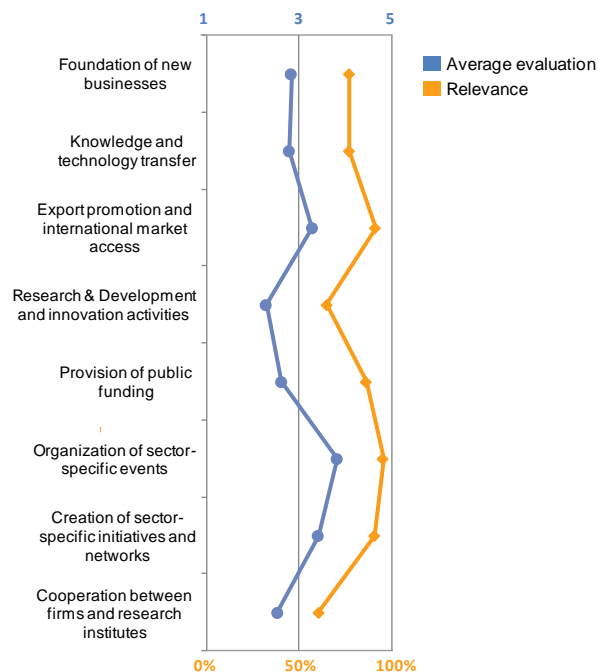 1 3 5
Foundation of new
businesses
Knowledge and
technology transfer
Export promotion and
international market
access
Research & Development
and innovation activities
Provision of public
funding
Organization of sector-
specific events
Creation of sector-
specific initiatives and
networks
Cooperation between
firms and research
institutes
0% 50% 100%
Average evaluation
Relevance